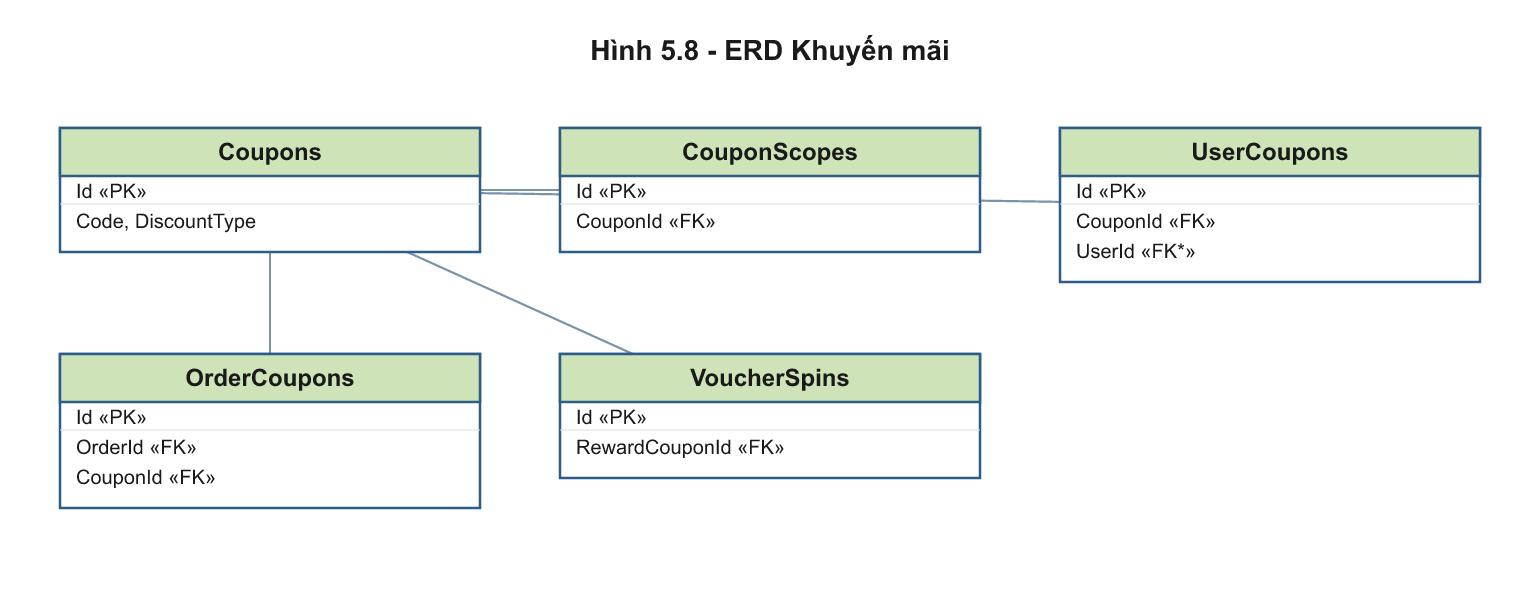 Hình 5.8 - ERD Khuyến mãi
Coupons
Id «PK»
Code, DiscountType
CouponScopes
Id «PK»
CouponId «FK»
UserCoupons
Id «PK»
CouponId «FK»
UserId «FK*»
OrderCoupons
Id «PK»
OrderId «FK»
CouponId «FK»
VoucherSpins
Id «PK»
RewardCouponId «FK»